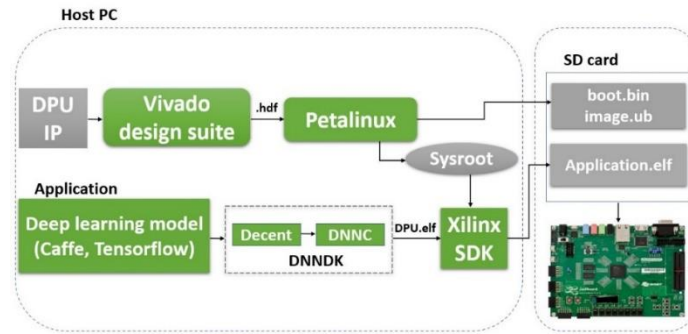 Host PC
SD card
DPU
IP
Vivado
design suite
.hdf
Petalinux
boot.bin
image.ub
Sysroot
Application.elf
Application
Deep learning model
(Caffe, Tensorflow)
Decent
DNNC
DNNDK
DPU.elf
Xilinx
SDK